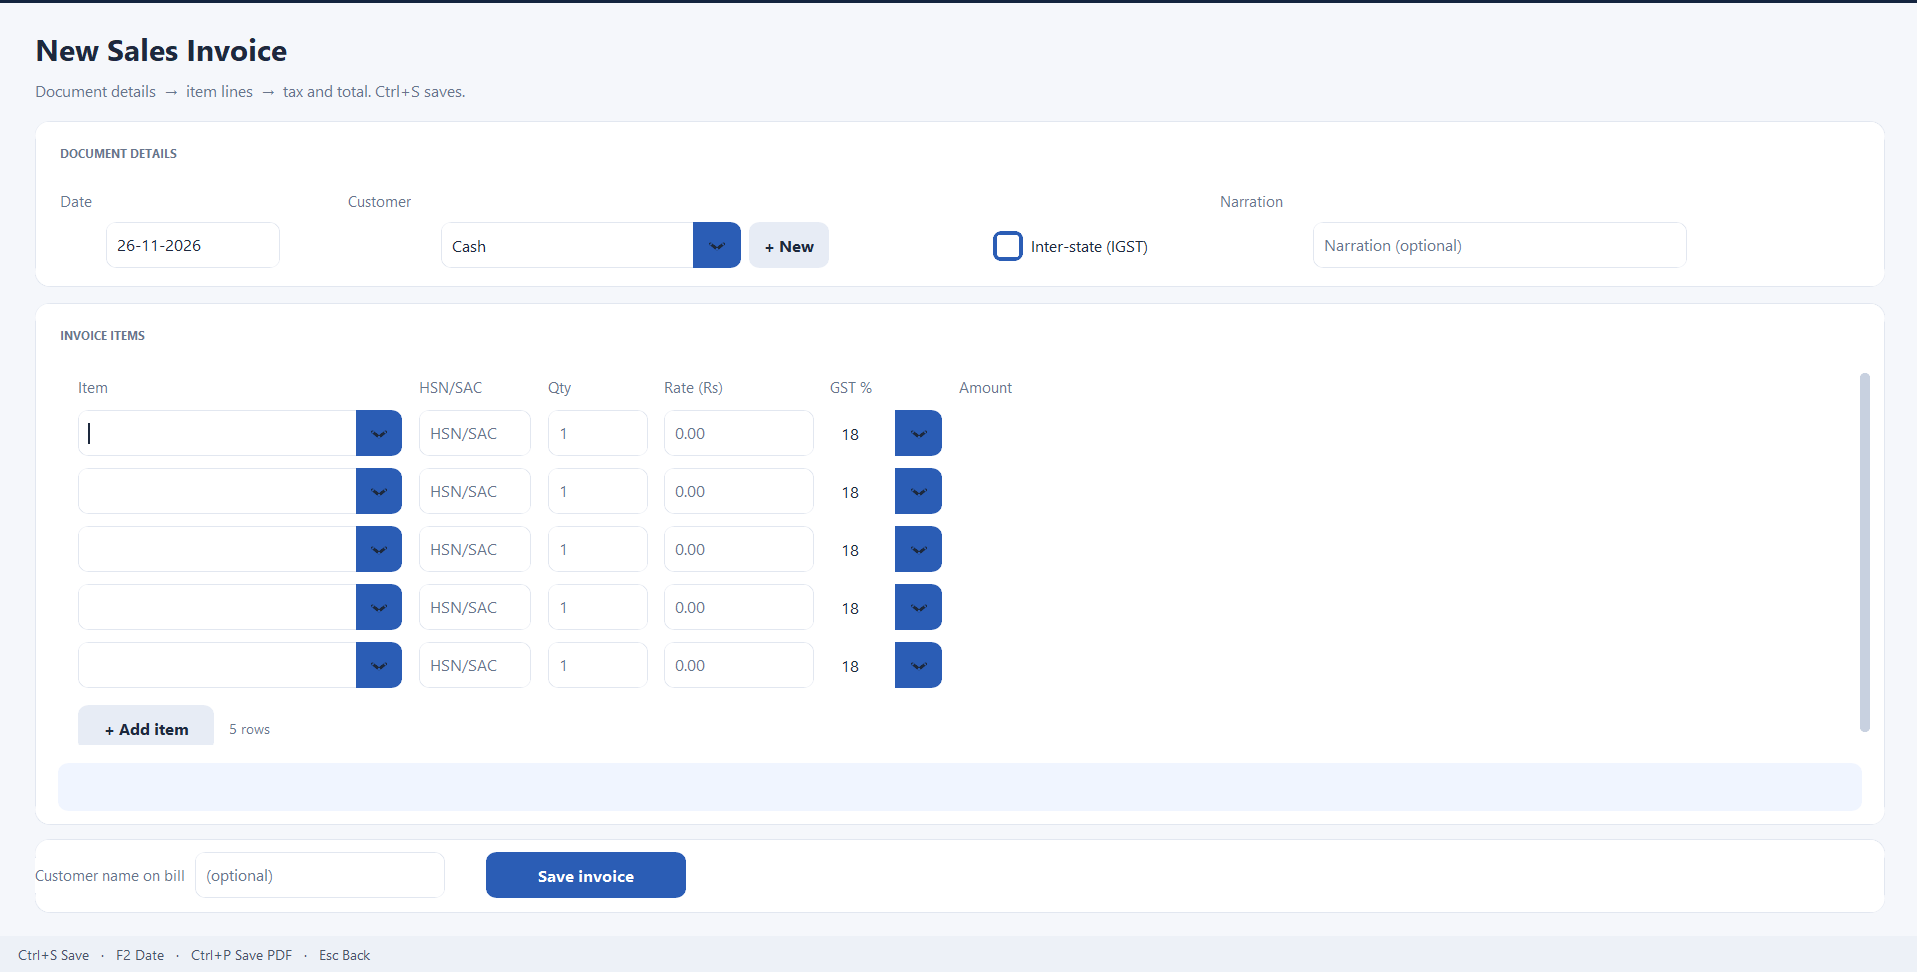 New Sales Invoice
Document details → item lines → tax and total. Ctrl+S saves.
DOCUMENT DETAILS
Date Customer Narration
26-11-2026 Cash + New Inter-state (IGST) Narration (optional)
INVOICE ITEMS
Item HSN/SAC Qty Rate (Rs) GST % Amount
HSN/SAC 1 0.00 18
HSN/SAC 1 0.00 18
HSN/SAC 1 0.00 18
HSN/SAC 1 0.00 18
HSN/SAC 1 0.00 18
+ Add item 5 rows
Customer name on bill (optional) Save invoice
Ctrl+S Save · F2 Date · Ctrl+P Save PDF · Esc Back